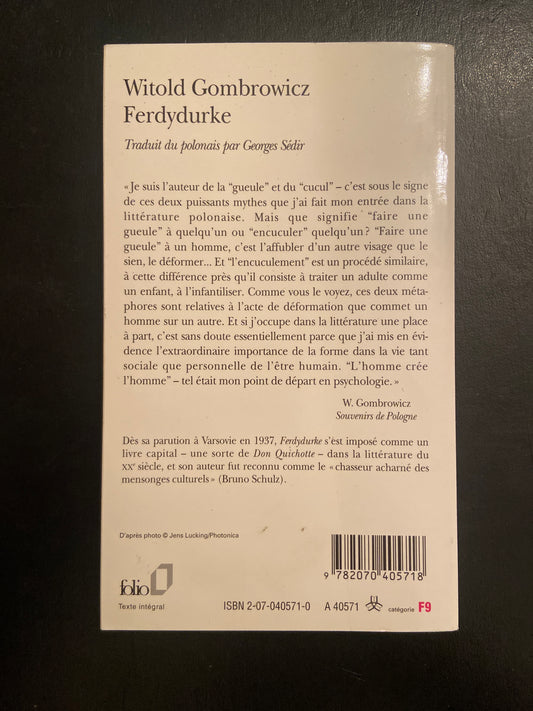 Witold Gombrowicz
Ferdydurke
Traduit du polonais par Georges Sédir
« Je suis l'auteur de la “gueule” et du “cucul” – c'est sous le signe
de ces deux puissants mythes que j'ai fait mon entrée dans la
littérature polonaise. Mais que signifie “faire une
gueule” à quelqu'un ou “encuculer” quelqu'un ? “Faire une
gueule” à un homme, c'est l'affubler d'un autre visage que le
sien, le déformer... Et “l'encuculement” est un procédé similaire,
à cette différence près qu'il consiste à traiter un adulte comme
un enfant, à l'infantiliser. Comme vous le voyez, ces deux méta-
phores sont relatives à l'acte de déformation que commet un
homme sur un autre. Et si j'occupe dans la littérature une place
à part, c'est sans doute essentiellement parce que j'ai mis en évi-
dence l'extraordinaire importance de la forme dans la vie tant
sociale que personnelle de l'être humain. “L'homme crée
l'homme” – tel était mon point de départ en psychologie. »
W. Gombrowicz
Souvenirs de Pologne
Dès sa parution à Varsovie en 1937, Ferdydurke s'est imposé comme un
livre capital – une sorte de Don Quichotte – dans la littérature du
XXe siècle, et son auteur fut reconnu comme le « chasseur acharné des
mensonges culturels » (Bruno Schulz).
D'après photo © Jens Lucking/Photonica
9 782070 405718
folio
Texte intégral
ISBN 2-07-040571-0 A 40571 catégorie F9